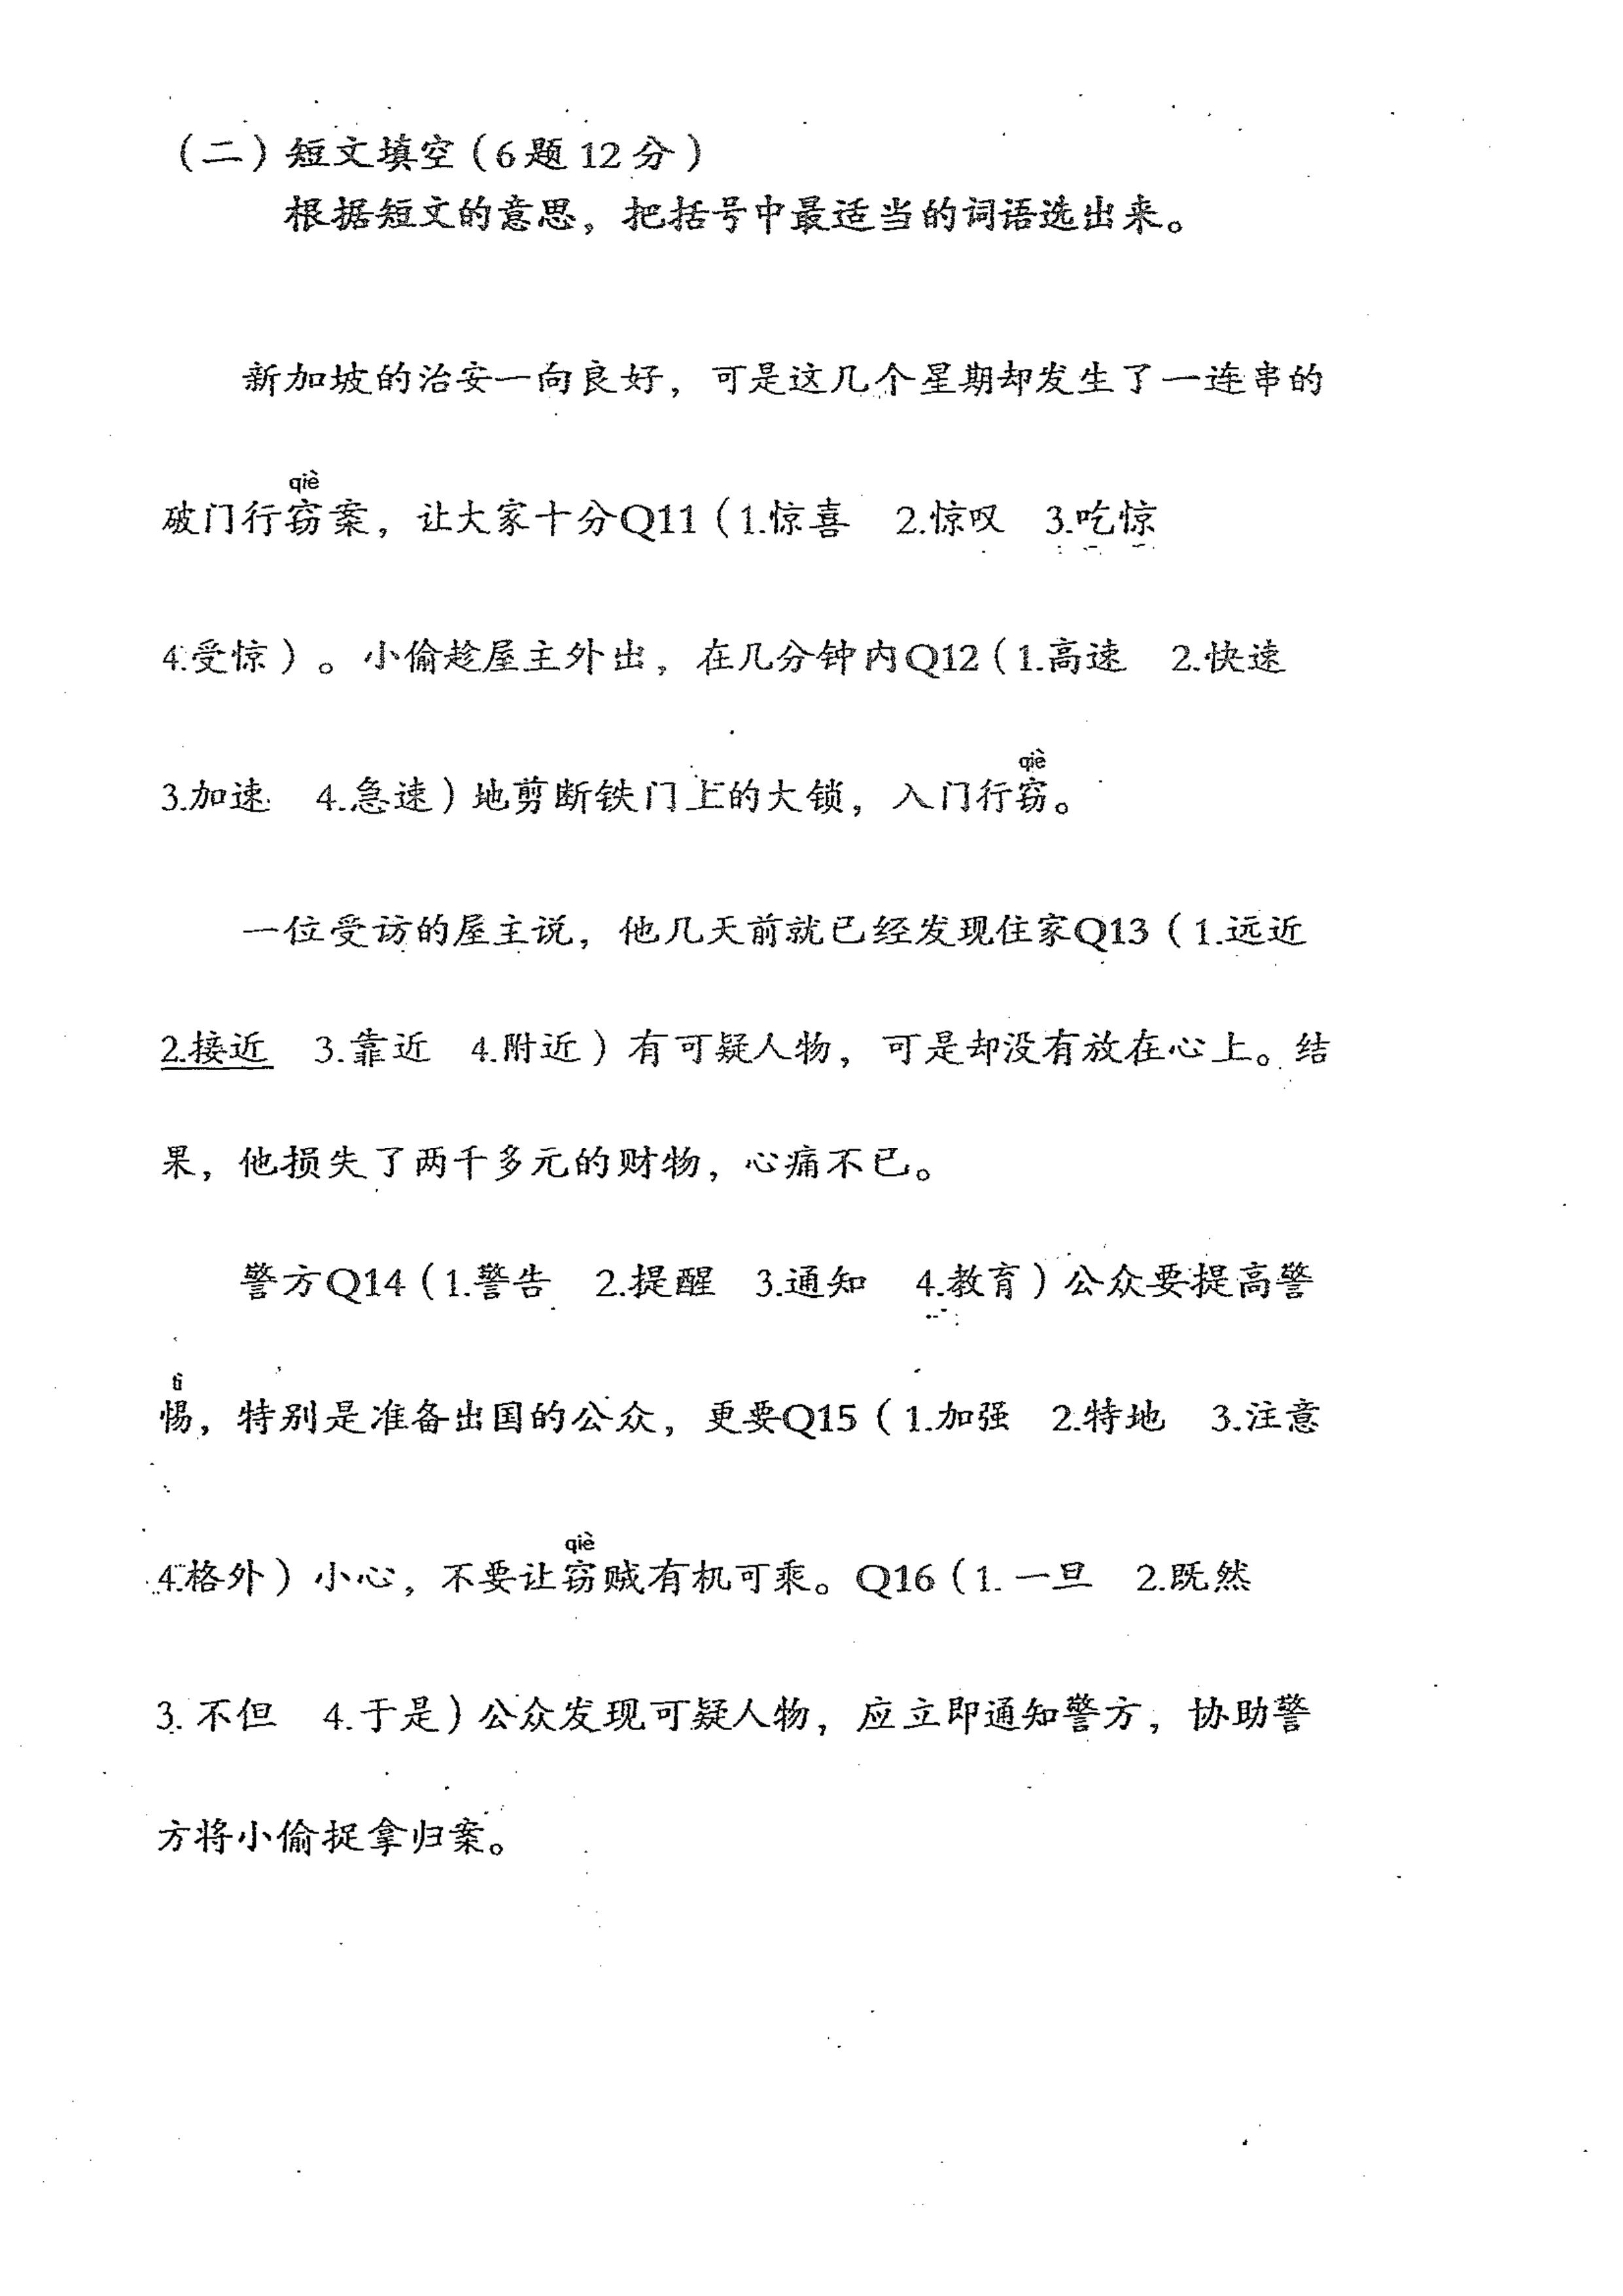 （二）短文填空（6题12分）
根据短文的意思，把括号中最适当的词语选出来。
新加坡的治安一向良好，可是这几个星期却发生了一连串的
qiè
破门行窃案，让大家十分Q11（1.惊喜 2.惊叹 3.吃惊
4.受惊）。小偷趁屋主外出，在几分钟内Q12（1.高速 2.快速
qiè
3.加速 4.急速）地剪断铁门上的大锁，入门行窃。
一位受访的屋主说，他几天前就已经发现住家Q13（1.远近
2.接近 3.靠近 4.附近）有可疑人物，可是却没有放在心上。结
果，他损失了两千多元的财物，心痛不已。
警方Q14（1.警告 2.提醒 3.通知 4.教育）公众要提高警
tì
惕，特别是准备出国的公众，更要Q15（1.加强 2.特地 3.注意
qiè
4.格外）小心，不要让窃贼有机可乘。Q16（1. 一旦 2.既然
3. 不但 4.于是）公众发现可疑人物，应立即通知警方，协助警
方将小偷捉拿归案。